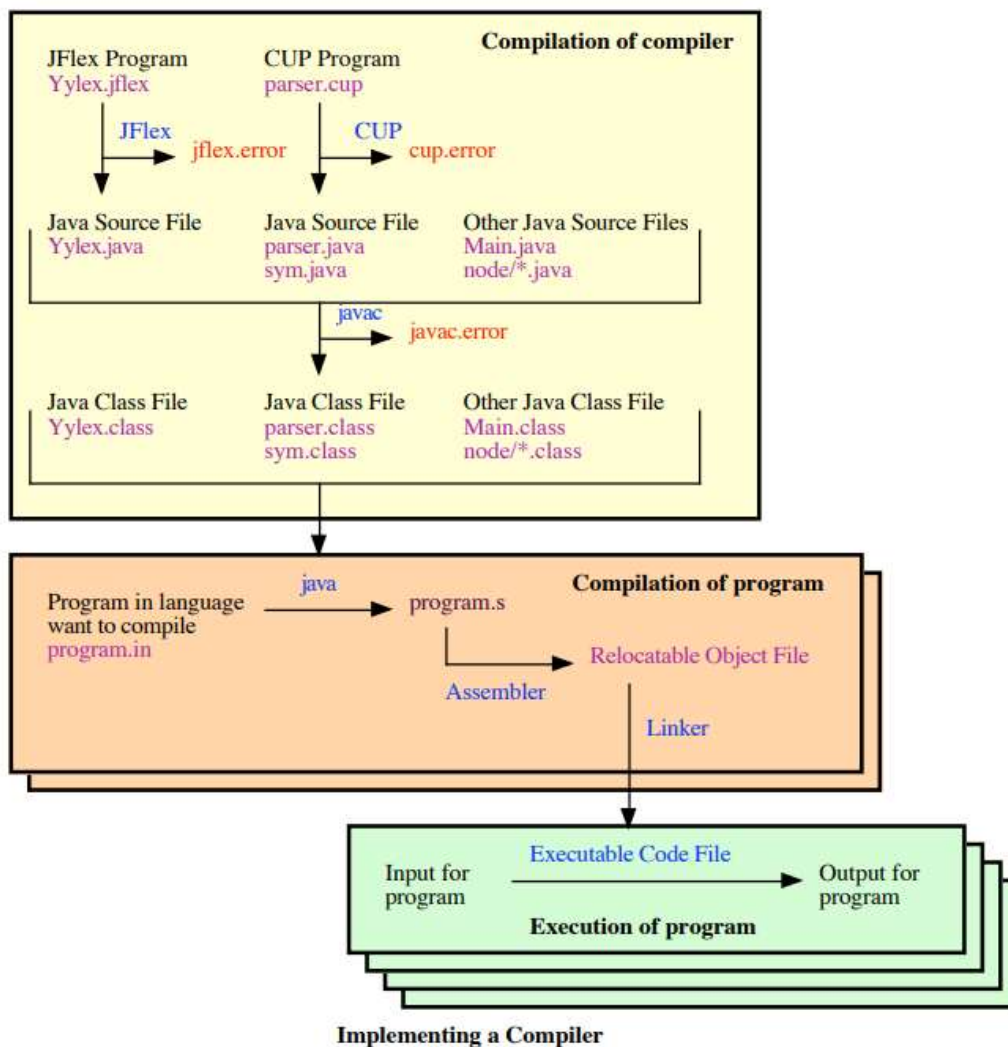 Compilation of compiler
JFlex Program
Yylex.jflex
CUP Program
parser.cup
JFlex
jflex.error
CUP
cup.error
Java Source File
Yylex.java
Java Source File
parser.java
sym.java
Other Java Source Files
Main.java
node/*.java
javac
javac.error
Java Class File
Yylex.class
Java Class File
parser.class
sym.class
Other Java Class File
Main.class
node/*.class
Compilation of program
Program in language
want to compile
program.in
java
program.s
Assembler
Relocatable Object File
Linker
Input for
program
Executable Code File
Output for
program
Execution of program
Implementing a Compiler